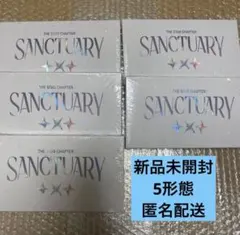 THE STAR CHAPTER
SANCTUARY
THE STAR CHAPTER
SANCTUARY
THE STAR CHAPTER
SANCTUARY
THE STAR CHAPTER
SANCTUARY
THE STAR CHAPTER
SANCTUARY
新品未開封
5形態
匿名配送